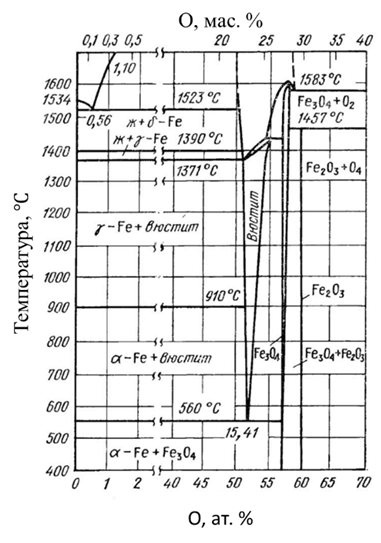 О, мас. %
0,1 0,3 0,5 25 30 40
1,10
1600
1534
1500
1400
1300
1200
1100
1000
900
800
700
600
500
400
Температура, °С
0,56
1523 °C
1583 °C
Fe3O4 + O2
ж + δ - Fe
1457 °C
ж + γ - Fe
1390 °C
1371 °C
Fe2O3 + O4
Вюстит
γ - Fe + вюстит
910 °C
Fe2O3
Fe3O4
α - Fe + вюстит
Fe3O4 + Fe2O3
560 °C
15,41
α - Fe + Fe3O4
0 1 2 40 45 50 55 60 65 70
О, ат. %